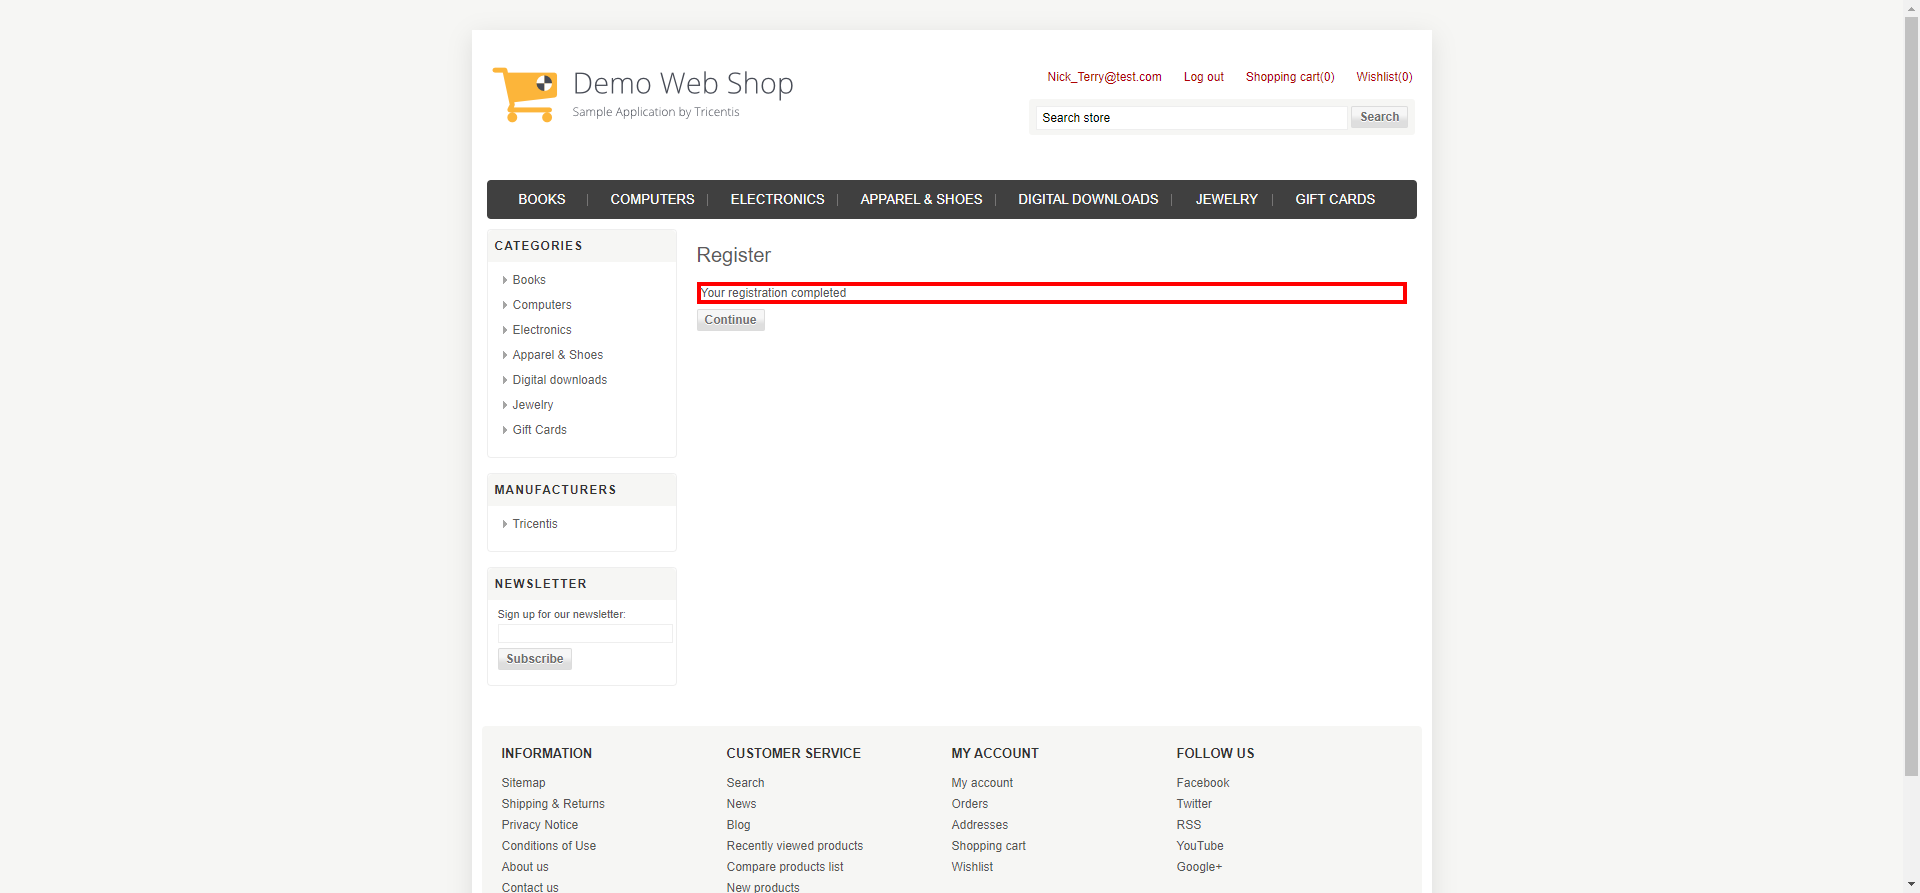 Demo Web Shop
Sample Application by Tricentis
Nick_Terry@test.com Log out Shopping cart(0) Wishlist(0)
Search store Search
BOOKS COMPUTERS ELECTRONICS APPAREL & SHOES DIGITAL DOWNLOADS JEWELRY GIFT CARDS
CATEGORIES
Books
Computers
Electronics
Apparel & Shoes
Digital downloads
Jewelry
Gift Cards
MANUFACTURERS
Tricentis
NEWSLETTER
Sign up for our newsletter:
Subscribe
Register
Your registration completed
Continue
INFORMATION
Sitemap
Shipping & Returns
Privacy Notice
Conditions of Use
About us
Contact us
CUSTOMER SERVICE
Search
News
Blog
Recently viewed products
Compare products list
New products
MY ACCOUNT
My account
Orders
Addresses
Shopping cart
Wishlist
FOLLOW US
Facebook
Twitter
RSS
YouTube
Google+